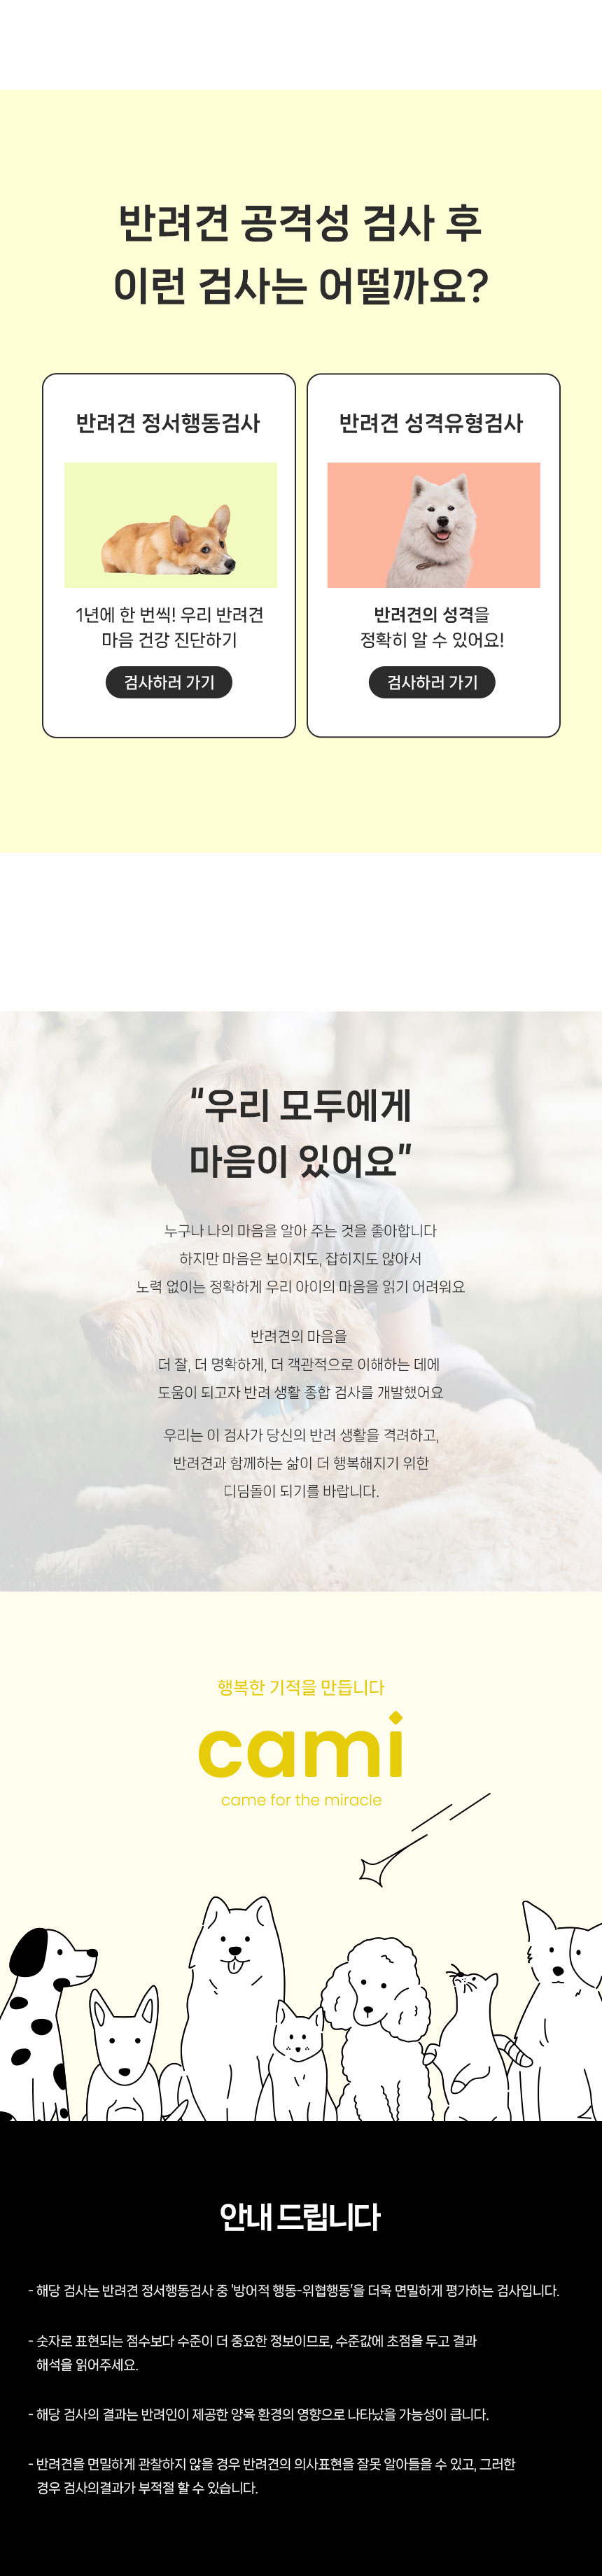 반려견 공격성 검사 후
이런 검사는 어떨까요?
반려견 정서행동검사
1년에 한 번씩! 우리 반려견
마음 건강 진단하기
검사하러 가기
반려견 성격유형검사
반려견의 성격을
정확히 알 수 있어요!
검사하러 가기
“우리 모두에게
마음이 있어요”
누구나 나의 마음을 알아 주는 것을 좋아합니다
하지만 마음은 보이지도, 잡히지도 않아서
노력 없이는 정확하게 우리 아이의 마음을 읽기 어려워요
반려견의 마음을
더 잘, 더 명확하게, 더 객관적으로 이해하는 데에
도움이 되고자 반려 생활 종합 검사를 개발했어요
우리는 이 검사가 당신의 반려 생활을 격려하고,
반려견과 함께하는 삶이 더 행복해지기 위한
디딤돌이 되기를 바랍니다.
행복한 기적을 만듭니다
cami
came for the miracle
안내 드립니다
- 해당 검사는 반려견 정서행동검사 중 '방어적 행동-위협행동'을 더욱 면밀하게 평가하는 검사입니다.
- 숫자로 표현되는 점수보다 수준이 더 중요한 정보이므로, 수준값에 초점을 두고 결과
해석을 읽어주세요.
- 해당 검사의 결과는 반려인이 제공한 양육 환경의 영향으로 나타났을 가능성이 큽니다.
- 반려견을 면밀하게 관찰하지 않을 경우 반려견의 의사표현을 잘못 알아들을 수 있고, 그러한
경우 검사의결과가 부적절 할 수 있습니다.